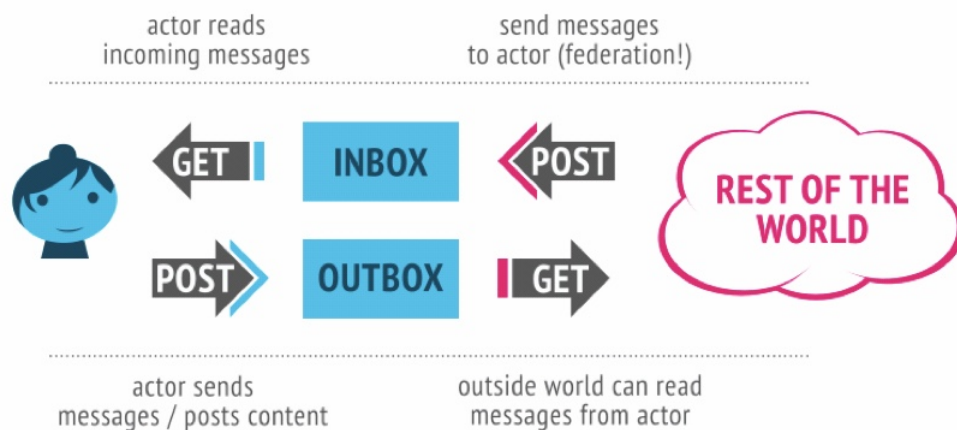 actor reads
incoming messages
send messages
to actor (federation!)
GET
INBOX
POST
REST OF THE
WORLD
POST
OUTBOX
GET
actor sends
messages / posts content
outside world can read
messages from actor